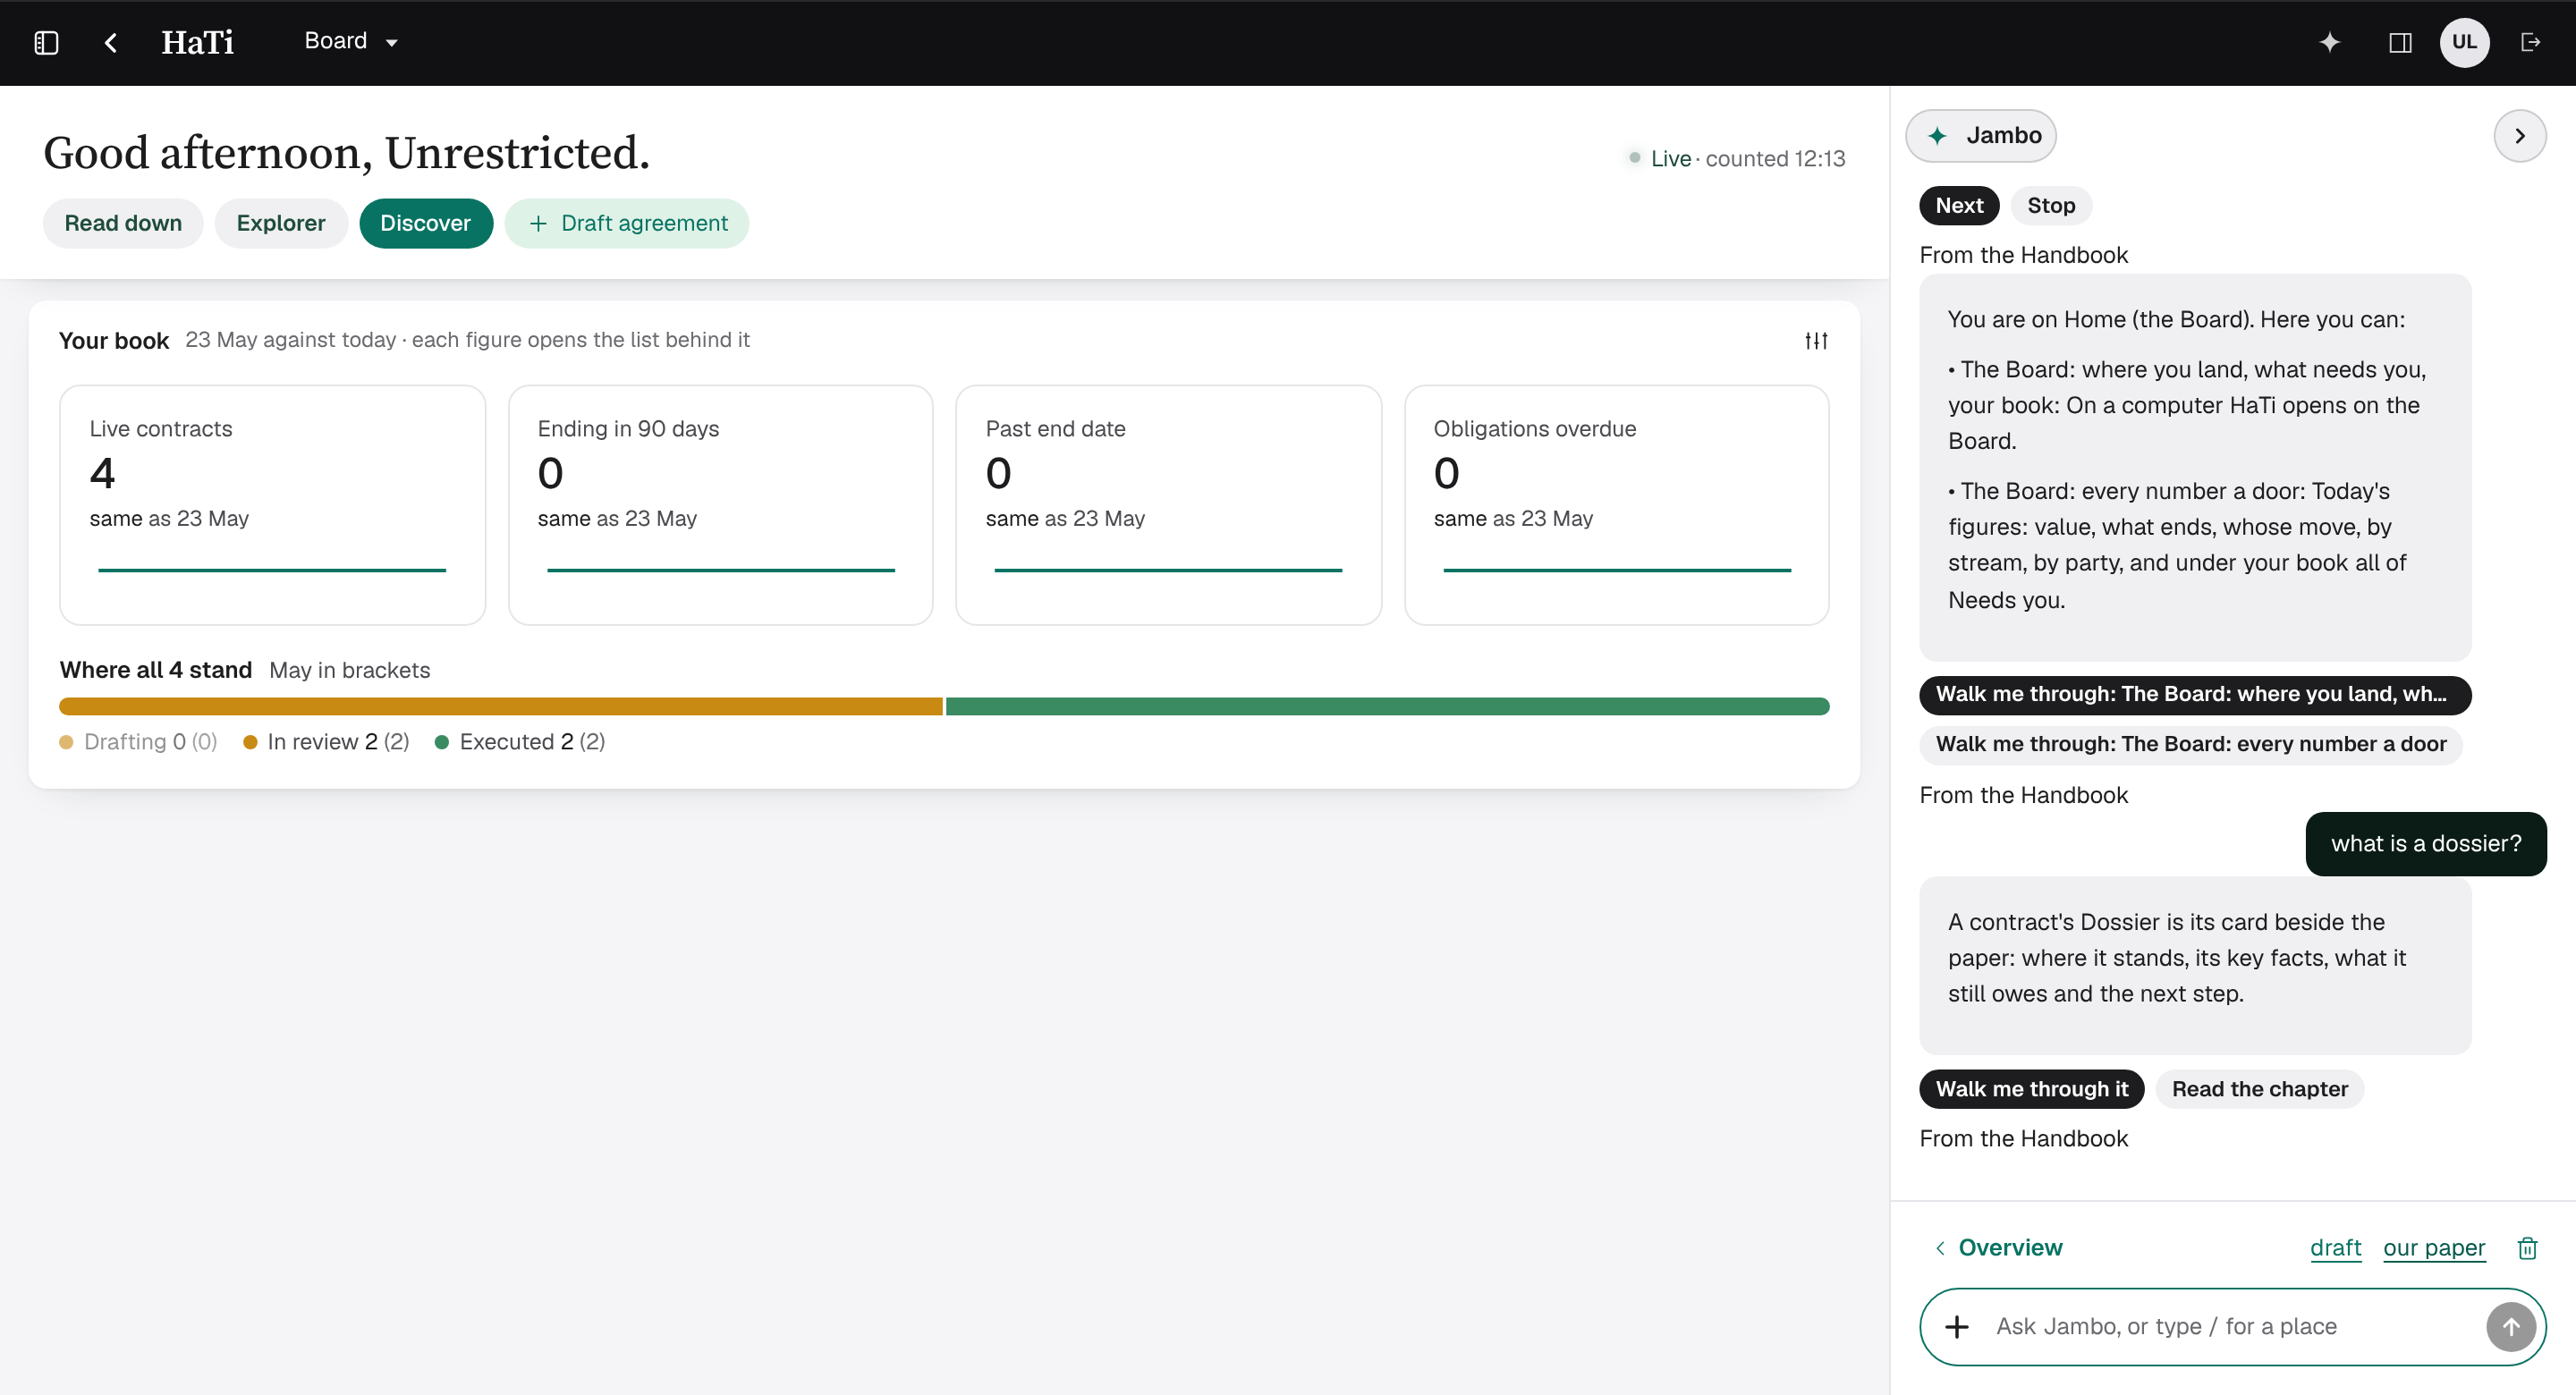 HaTi
Board
UL
Good afternoon, Unrestricted.
Live · counted 12:13
Read down
Explorer
Discover
+ Draft agreement
Your book 23 May against today · each figure opens the list behind it
Live contracts
4
same as 23 May
Ending in 90 days
0
same as 23 May
Past end date
0
same as 23 May
Obligations overdue
0
same as 23 May
Where all 4 stand May in brackets
Drafting 0 (0) In review 2 (2) Executed 2 (2)
Jambo
Next Stop
From the Handbook
You are on Home (the Board). Here you can:
• The Board: where you land, what needs you,
your book: On a computer HaTi opens on the
Board.
• The Board: every number a door: Today's
figures: value, what ends, whose move, by
stream, by party, and under your book all of
Needs you.
Walk me through: The Board: where you land, wh...
Walk me through: The Board: every number a door
From the Handbook
what is a dossier?
A contract's Dossier is its card beside the
paper: where it stands, its key facts, what it
still owes and the next step.
Walk me through it Read the chapter
From the Handbook
Overview
draft our paper
Ask Jambo, or type / for a place